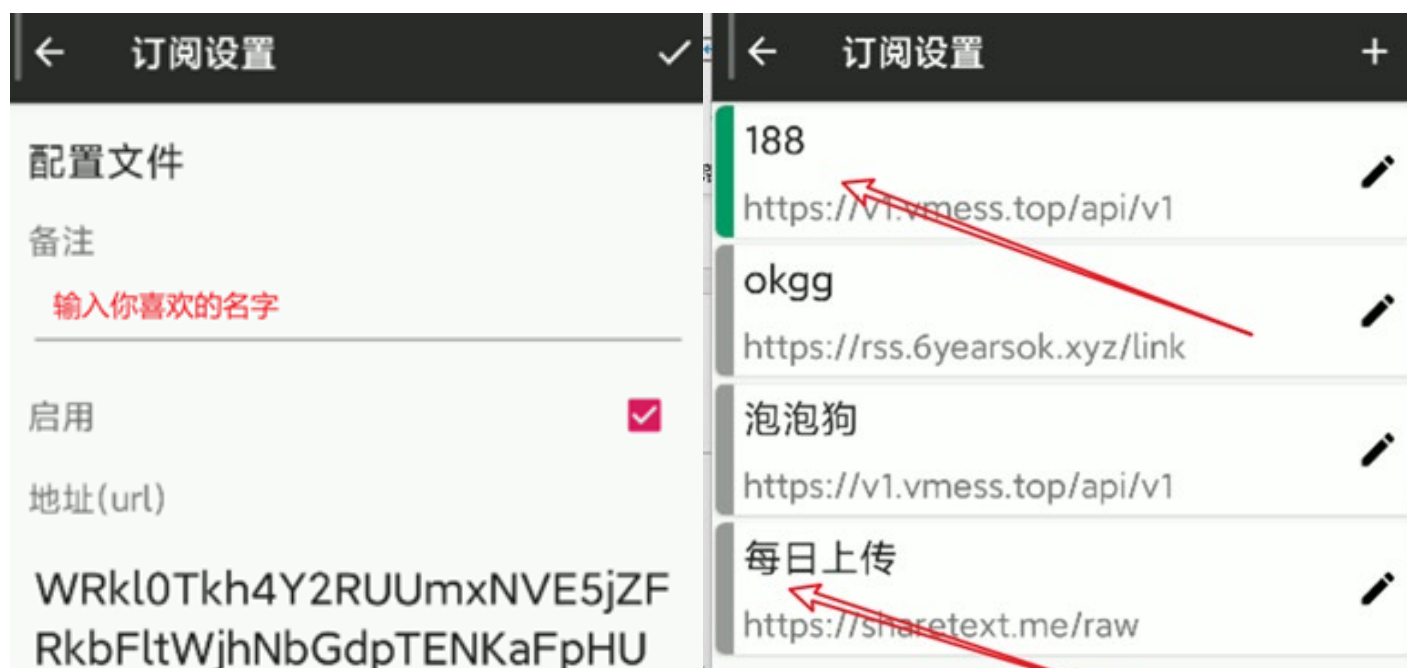 订阅设置
配置文件
备注
输入你喜欢的名字
启用
地址(url)
WRkl0Tkh4Y2RUUmxNVE5jZF
RkbFltWjhNbGdpTENKaFpHU
订阅设置
188
https://v1.vmess.top/api/v1
okgg
https://rss.6yearsok.xyz/link
泡泡狗
https://v1.vmess.top/api/v1
每日上传
https://sharetext.me/raw